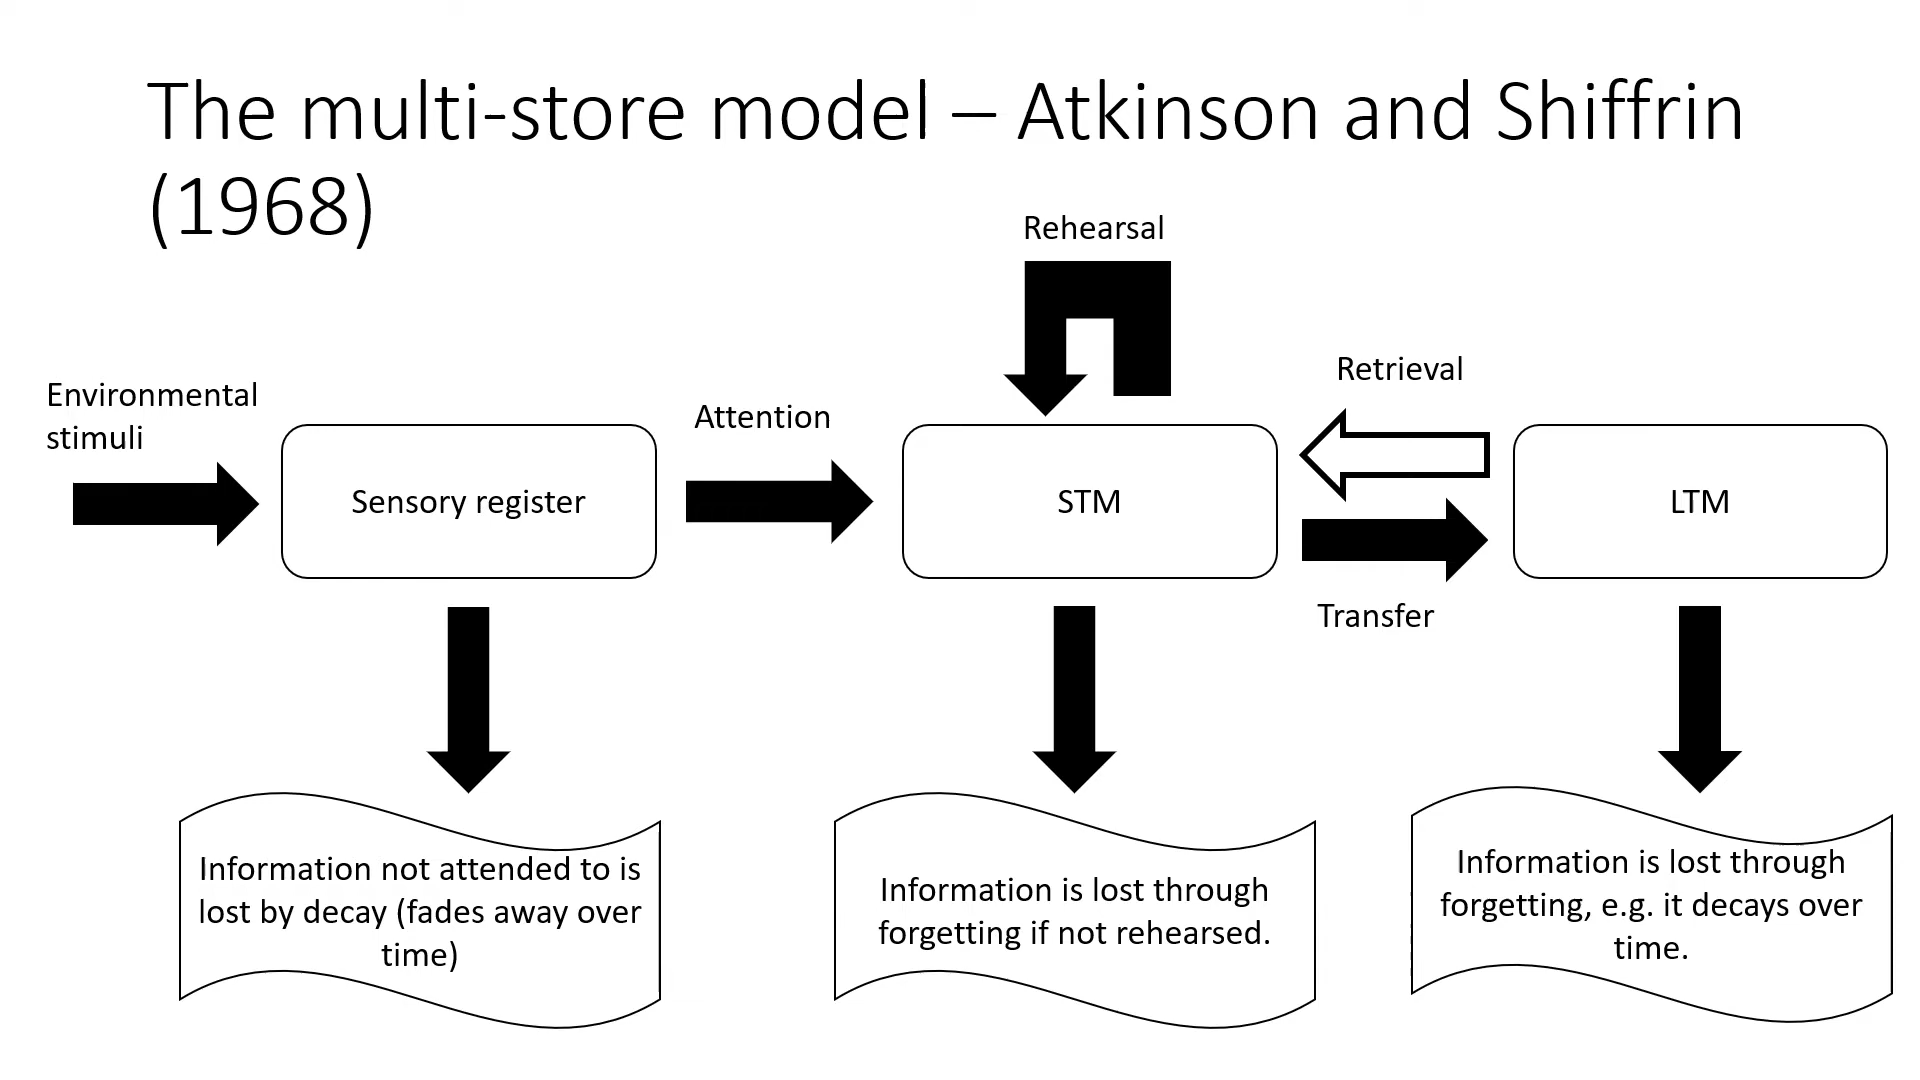 The multi-store model – Atkinson and Shiffrin
(1968)
Rehearsal
Retrieval
Environmental
stimuli
Attention
Sensory register
STM
LTM
Transfer
Information not attended to is
lost by decay (fades away over
time)
Information is lost through
forgetting if not rehearsed.
Information is lost through
forgetting, e.g. it decays over
time.